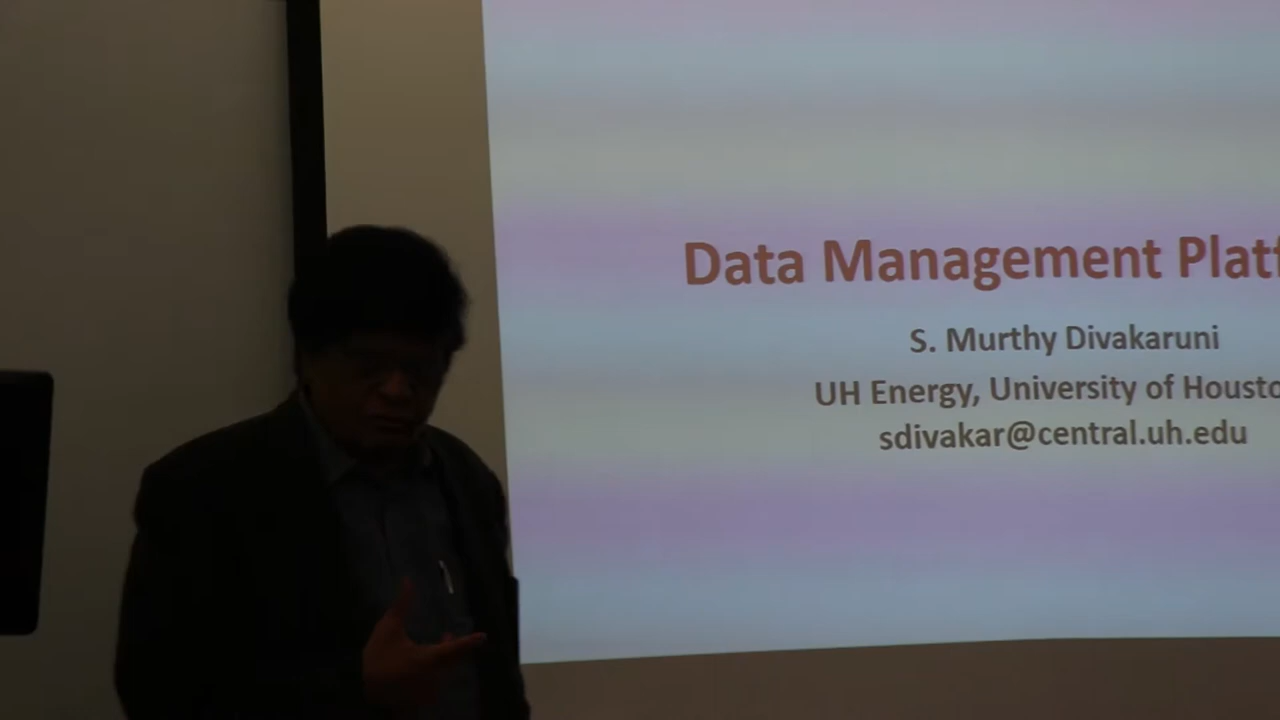 Data Management Platf
S. Murthy Divakaruni
UH Energy, University of Housto
sdivakar@central.uh.edu